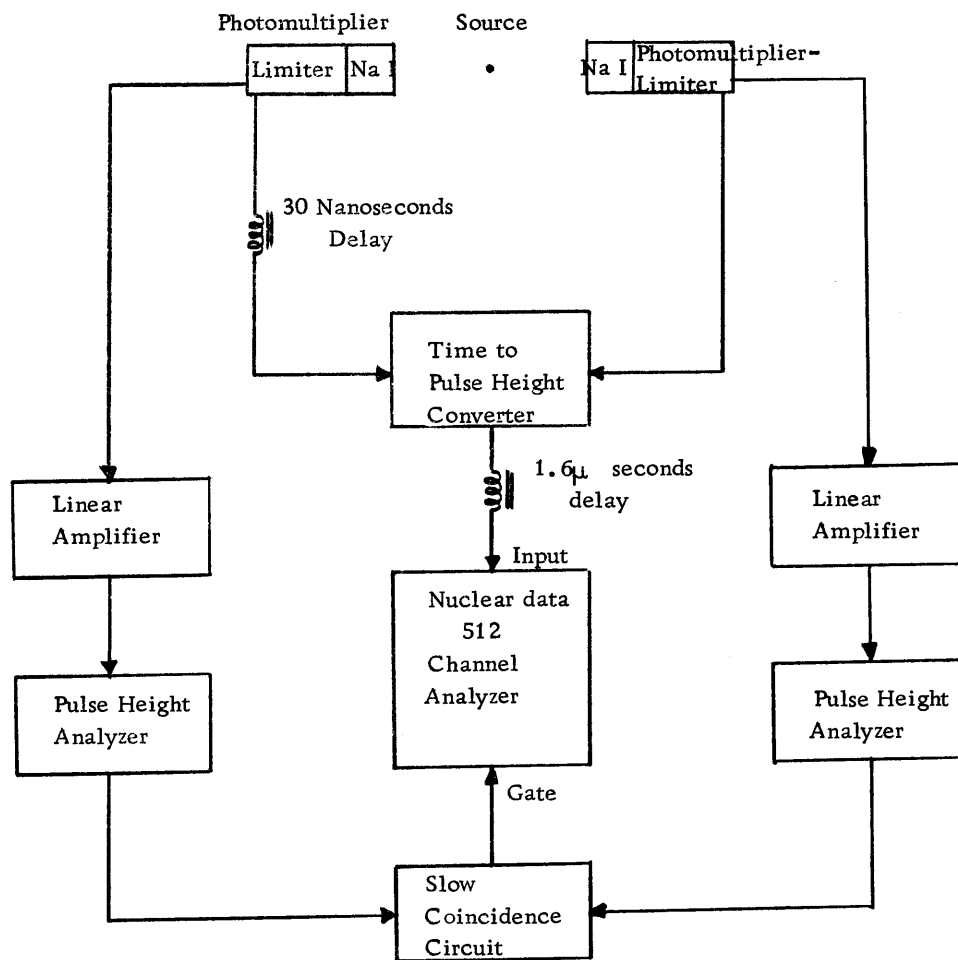 Photomultiplier
Source
Limiter
Na I
Na I
Photomultiplier-
Limiter
30 Nanoseconds
Delay
Time to
Pulse Height
Converter
1.6μ seconds
delay
Linear
Amplifier
Linear
Amplifier
Input
Nuclear data
512
Channel
Analyzer
Pulse Height
Analyzer
Pulse Height
Analyzer
Gate
Slow
Coincidence
Circuit